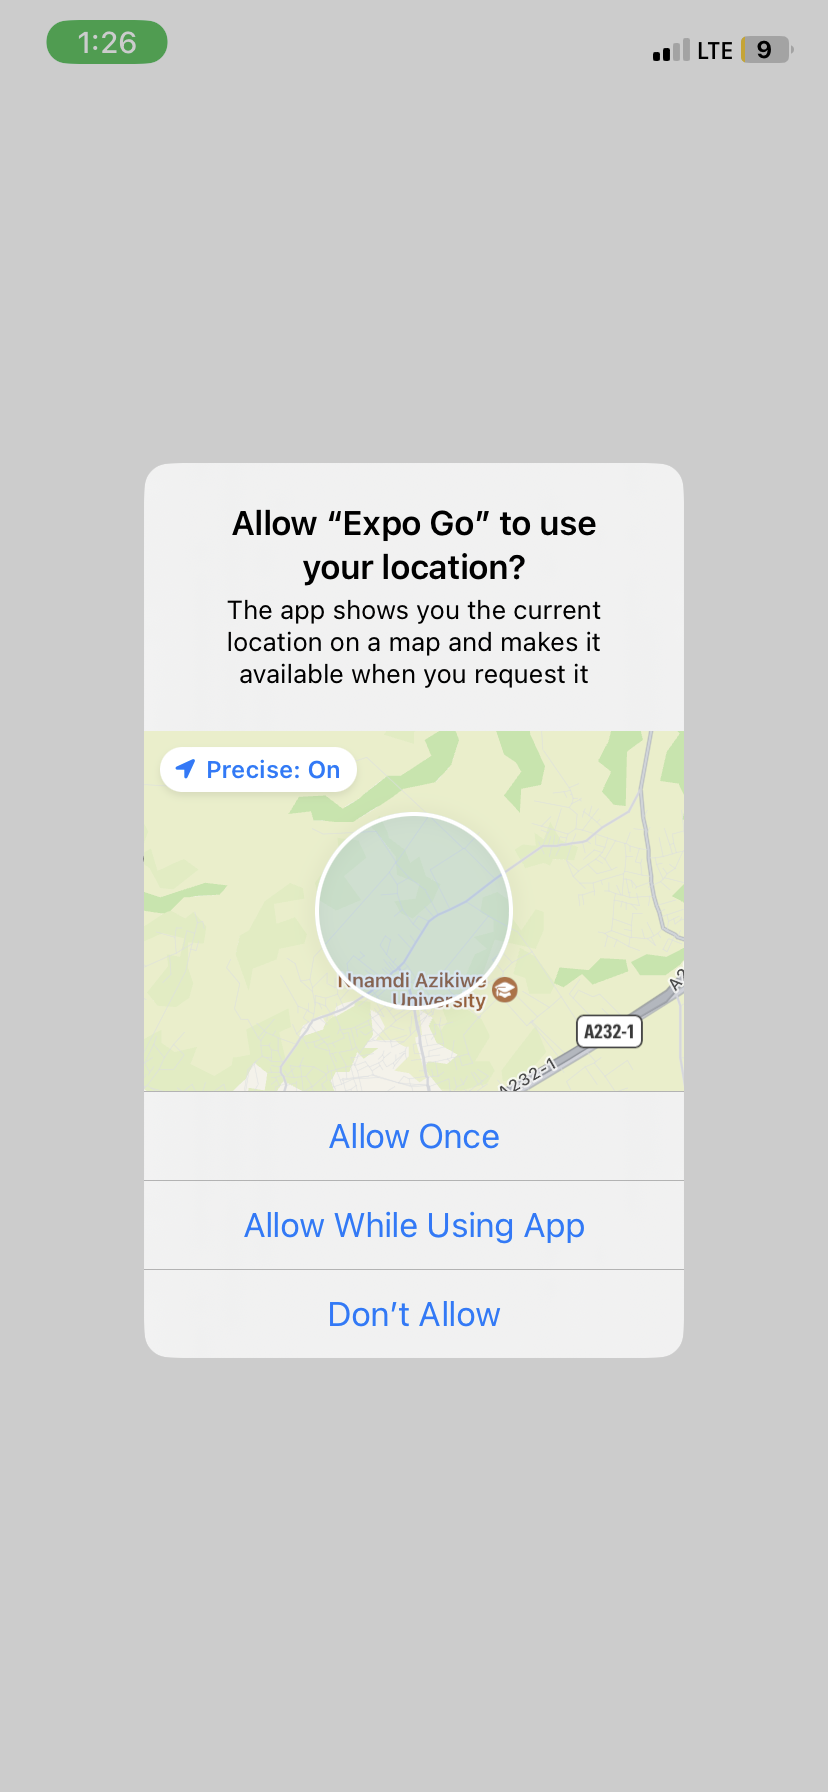 1:26
LTE
9
Allow “Expo Go” to use
your location?
The app shows you the current
location on a map and makes it
available when you request it
Precise: On
Nnamdi Azikiwe
University
A2
A232-1
A232-1
Allow Once
Allow While Using App
Don’t Allow